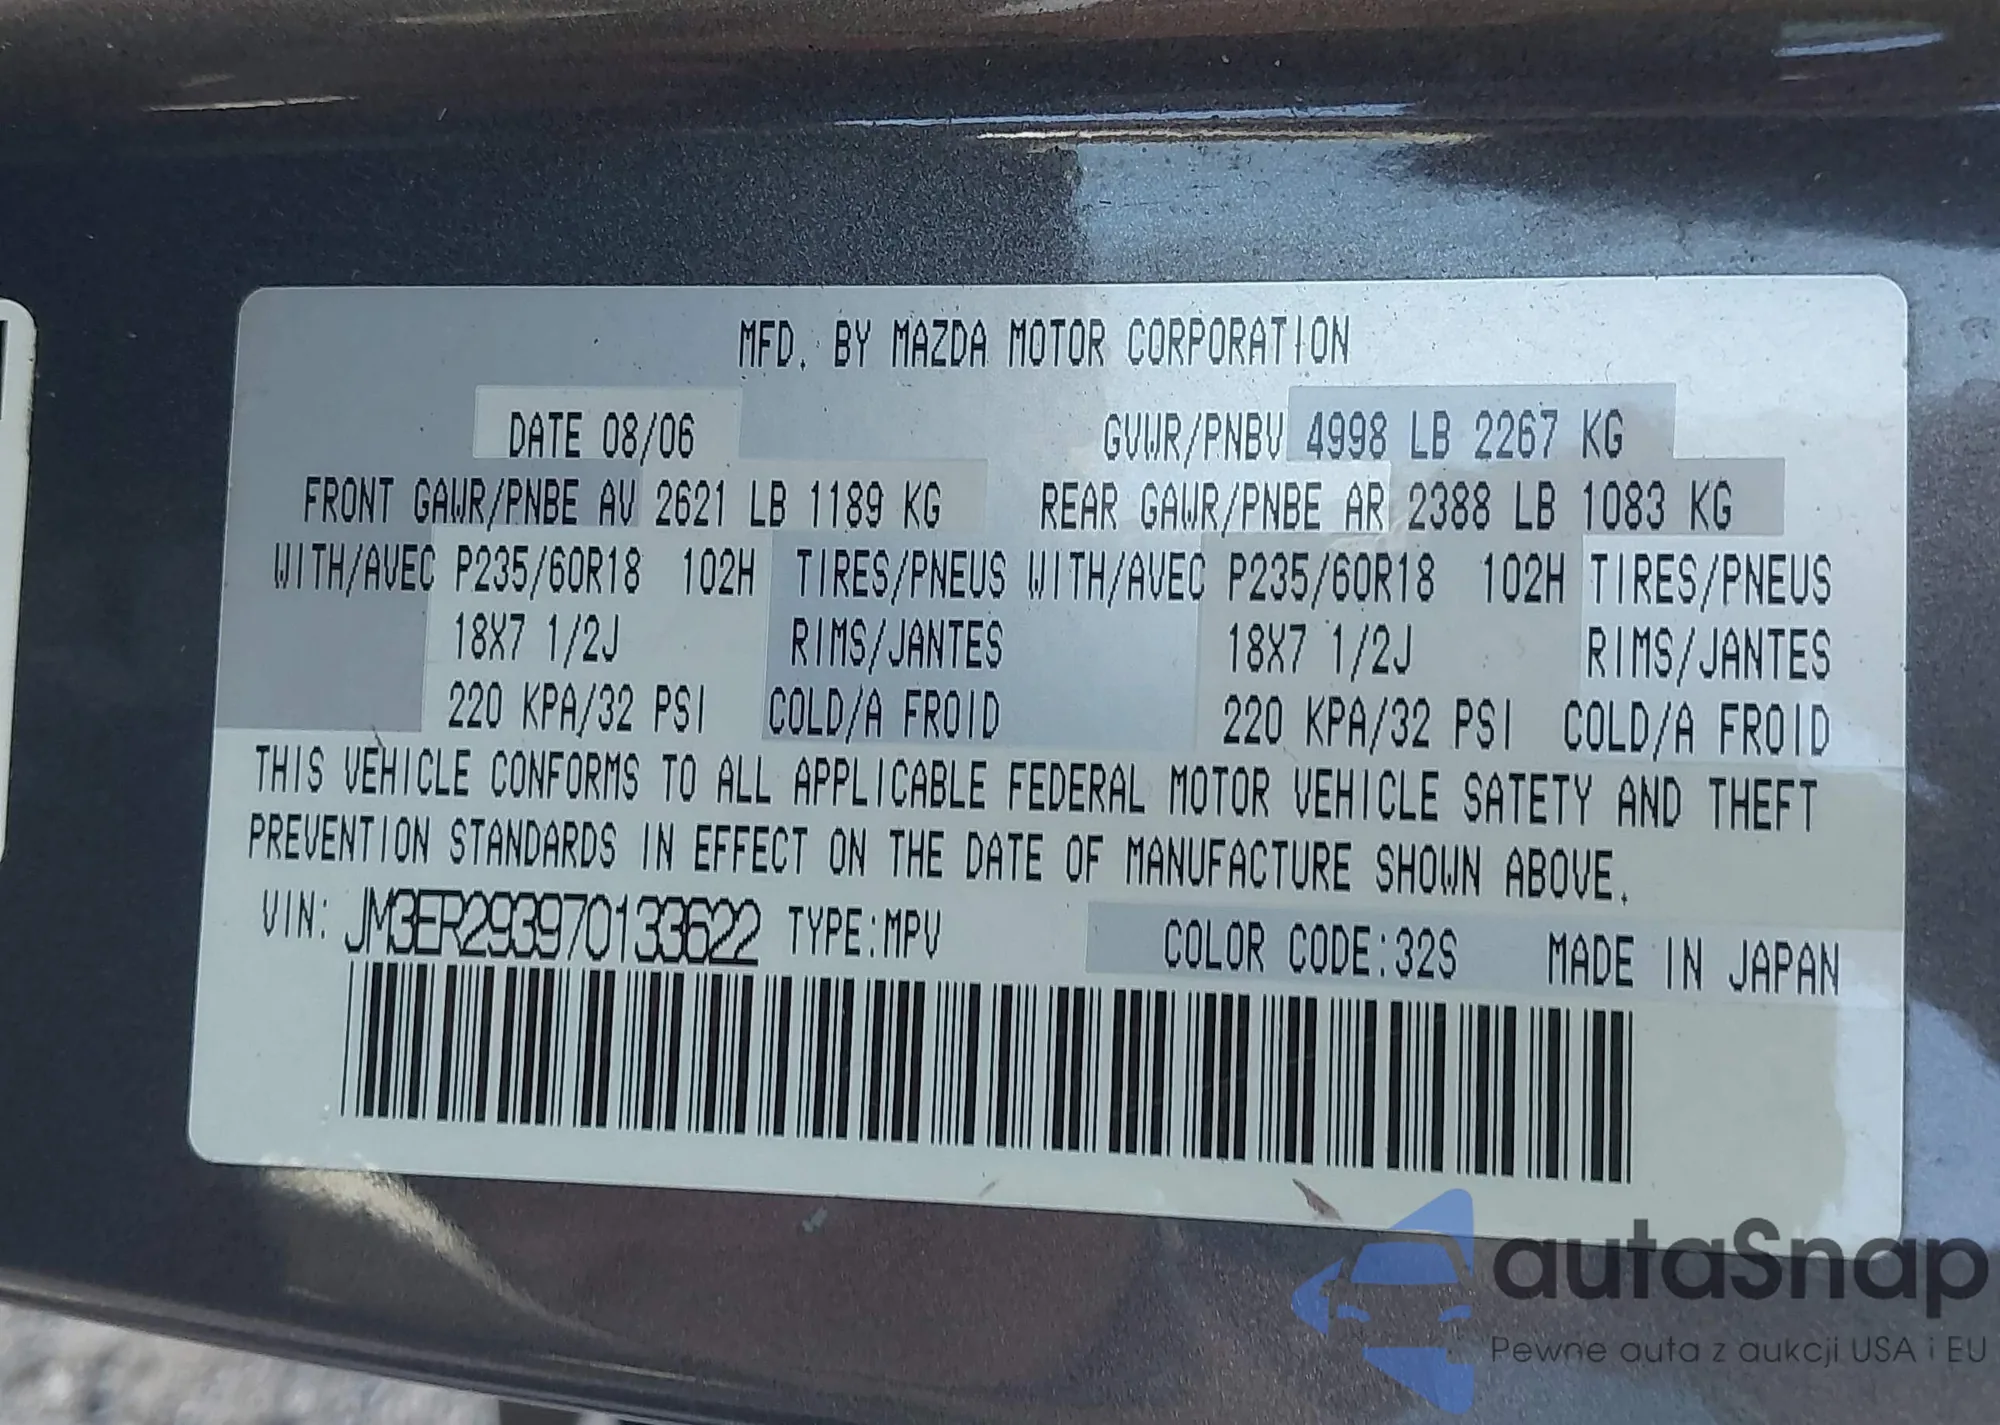 MFD. BY MAZDA MOTOR CORPORATION
DATE 08/06 GVWR/PNBV 4998 LB 2267 KG
FRONT GAWR/PNBE AV 2621 LB 1189 KG REAR GAWR/PNBE AR 2388 LB 1083 KG
WITH/AVEC P235/60R18 102H TIRES/PNEUS WITH/AVEC P235/60R18 102H TIRES/PNEUS
18X7 1/2J RIMS/JANTES 18X7 1/2J RIMS/JANTES
220 KPA/32 PSI COLD/A FROID 220 KPA/32 PSI COLD/A FROID
THIS VEHICLE CONFORMS TO ALL APPLICABLE FEDERAL MOTOR VEHICLE SATETY AND THEFT
PREVENTION STANDARDS IN EFFECT ON THE DATE OF MANUFACTURE SHOWN ABOVE.
VIN: JM3ER293970133622 TYPE:MPV COLOR CODE:32S MADE IN JAPAN
autaSnap.
Pewne auta z aukcji USA i EU